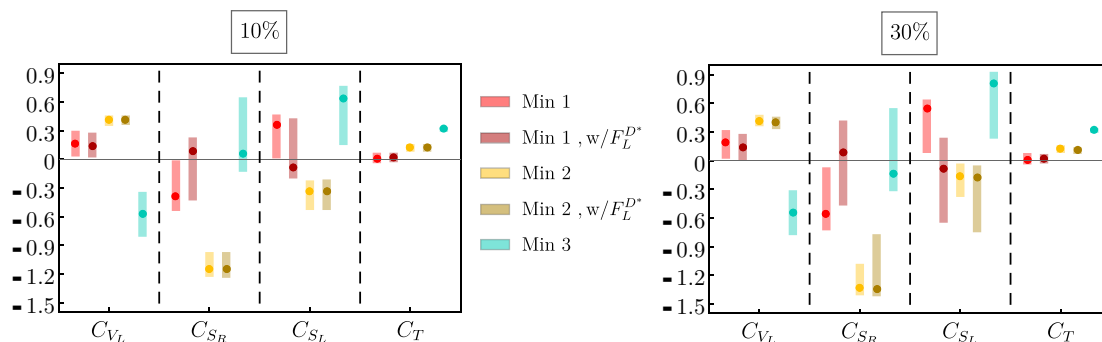 10%
0.9
0.6
0.3
0
-0.3
-0.6
-0.9
-1.2
-1.5
C_{V_L} C_{S_R} C_{S_L} C_T
Min 1
Min 1 , w/F_L^{D*}
Min 2
Min 2 , w/F_L^{D*}
Min 3
30%
0.9
0.6
0.3
0
-0.3
-0.6
-0.9
-1.2
-1.5
C_{V_L} C_{S_R} C_{S_L} C_T